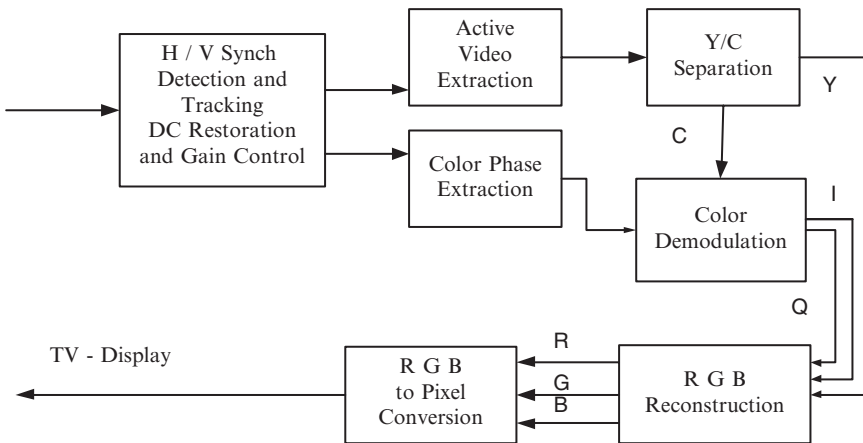 H / V Synch
Detection and
Tracking
DC Restoration
and Gain Control
Active
Video
Extraction
Y/C
Separation
Y
C
Color Phase
Extraction
Color
Demodulation
I
Q
TV - Display
R G B
to Pixel
Conversion
R
G
B
R G B
Reconstruction